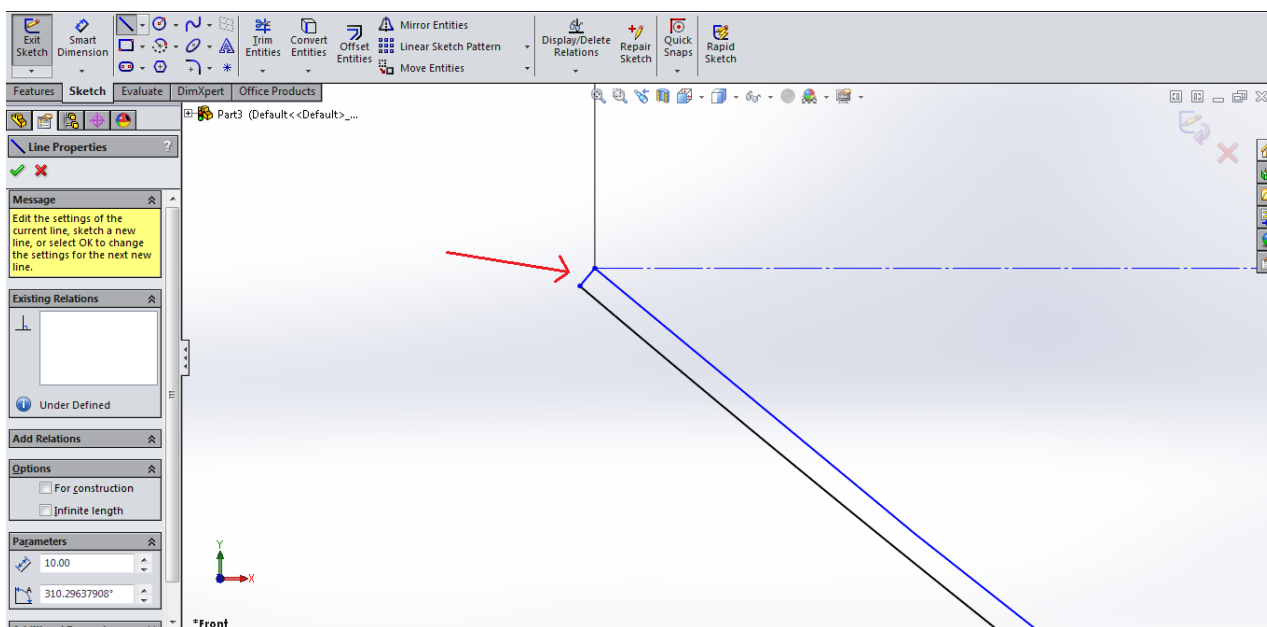 Exit
Sketch
Smart
Dimension
Trim
Entities
Convert
Entities
Offset
Entities
Mirror Entities
Linear Sketch Pattern
Move Entities
Display/Delete
Relations
Repair
Sketch
Quick
Snaps
Rapid
Sketch
Features
Sketch
Evaluate
DimXpert
Office Products
Part3 (Default<<Default>_...
Line Properties
?
Message
Edit the settings of the
current line, sketch a new
line, or select OK to change
the settings for the next new
line.
Existing Relations
Under Defined
Add Relations
Options
For construction
Infinite length
Parameters
10.00
310.29637908°
Y
X
*Front